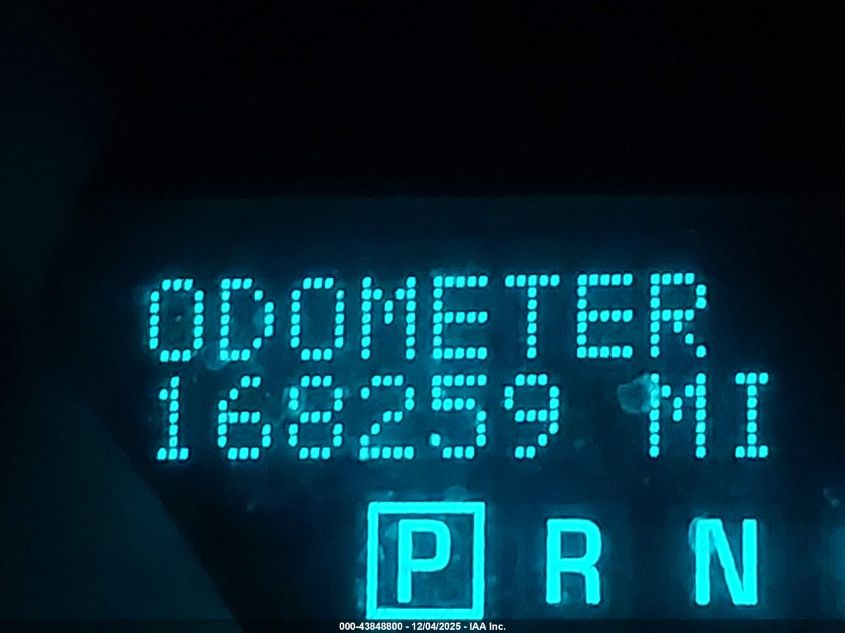 ODOMETER
168259 MI
P R N
000-43848800 - 12/04/2025 - IAA Inc.